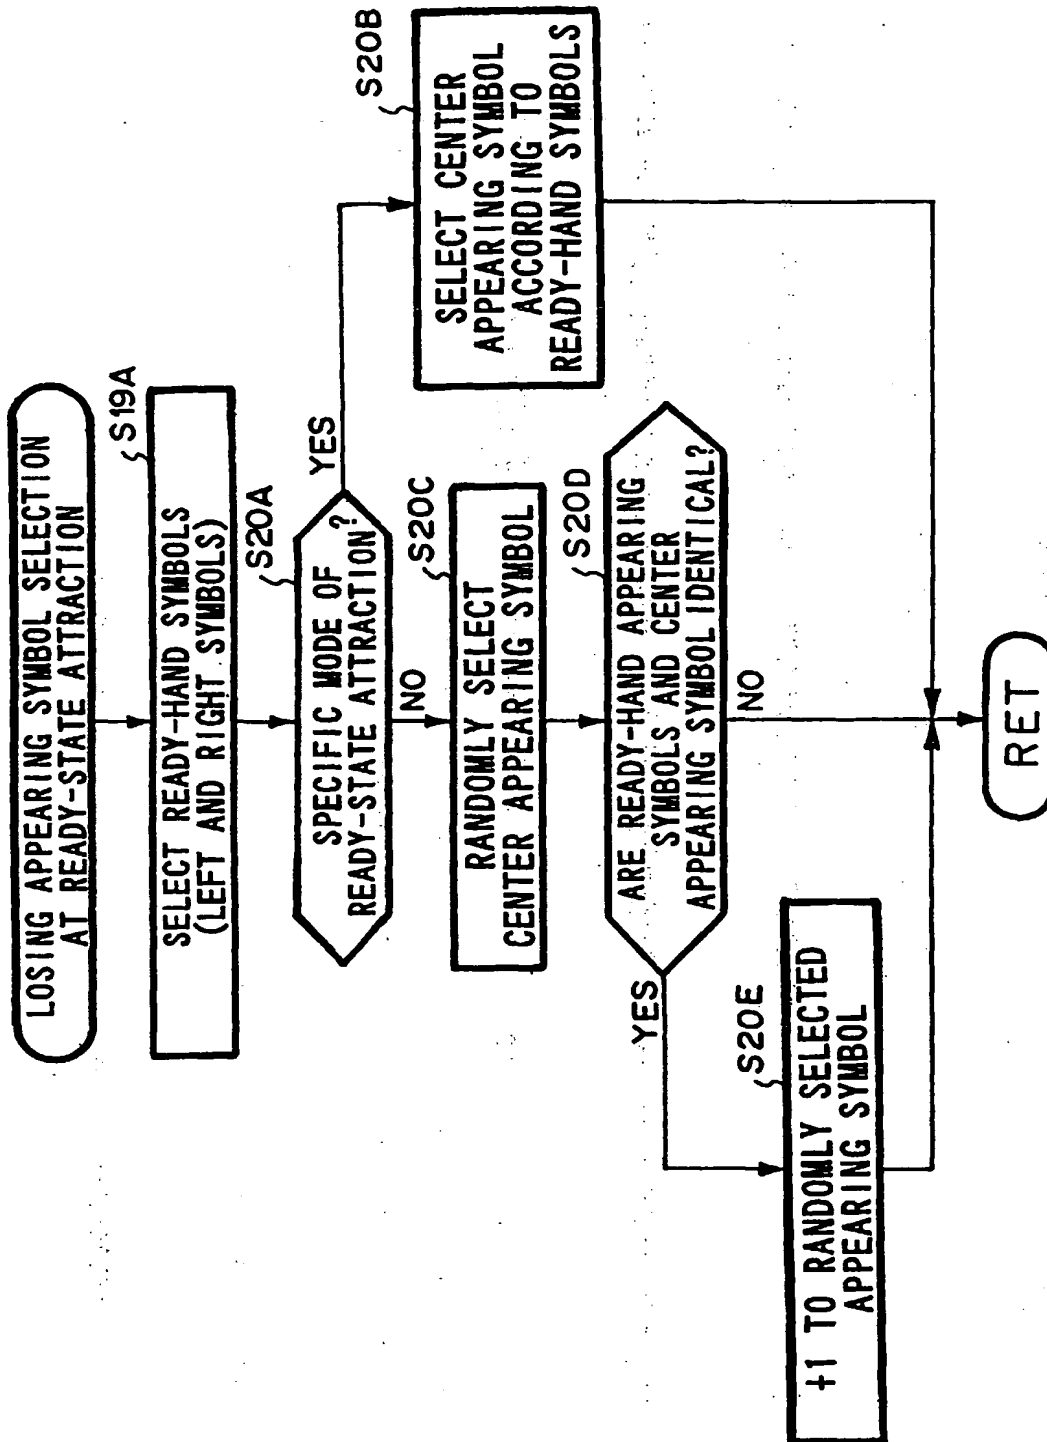 LOSING APPEARING SYMBOL SELECTION
AT READY-STATE ATTRACTION
S19A
SELECT READY-HAND SYMBOLS
(LEFT AND RIGHT SYMBOLS)
S20A
SPECIFIC MODE OF
READY-STATE ATTRACTION?
YES
NO
S20B
SELECT CENTER
APPEARING SYMBOL
ACCORDING TO
READY-HAND SYMBOLS
S20C
RANDOMLY SELECT
CENTER APPEARING SYMBOL
S20D
ARE READY-HAND APPEARING
SYMBOLS AND CENTER
APPEARING SYMBOL IDENTICAL?
YES
NO
S20E
+1 TO RANDOMLY SELECTED
APPEARING SYMBOL
RET